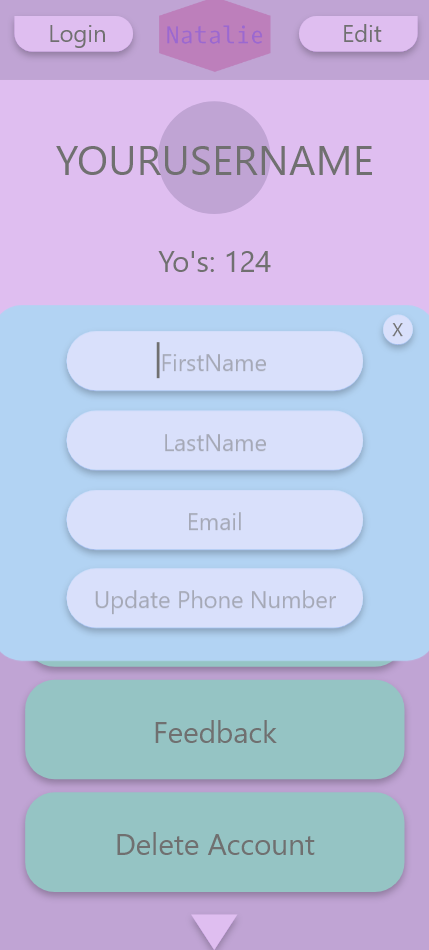 Login
Natalie
Edit
YOURUSERNAME
Yo's: 124
X
FirstName
LastName
Email
Update Phone Number
Feedback
Delete Account